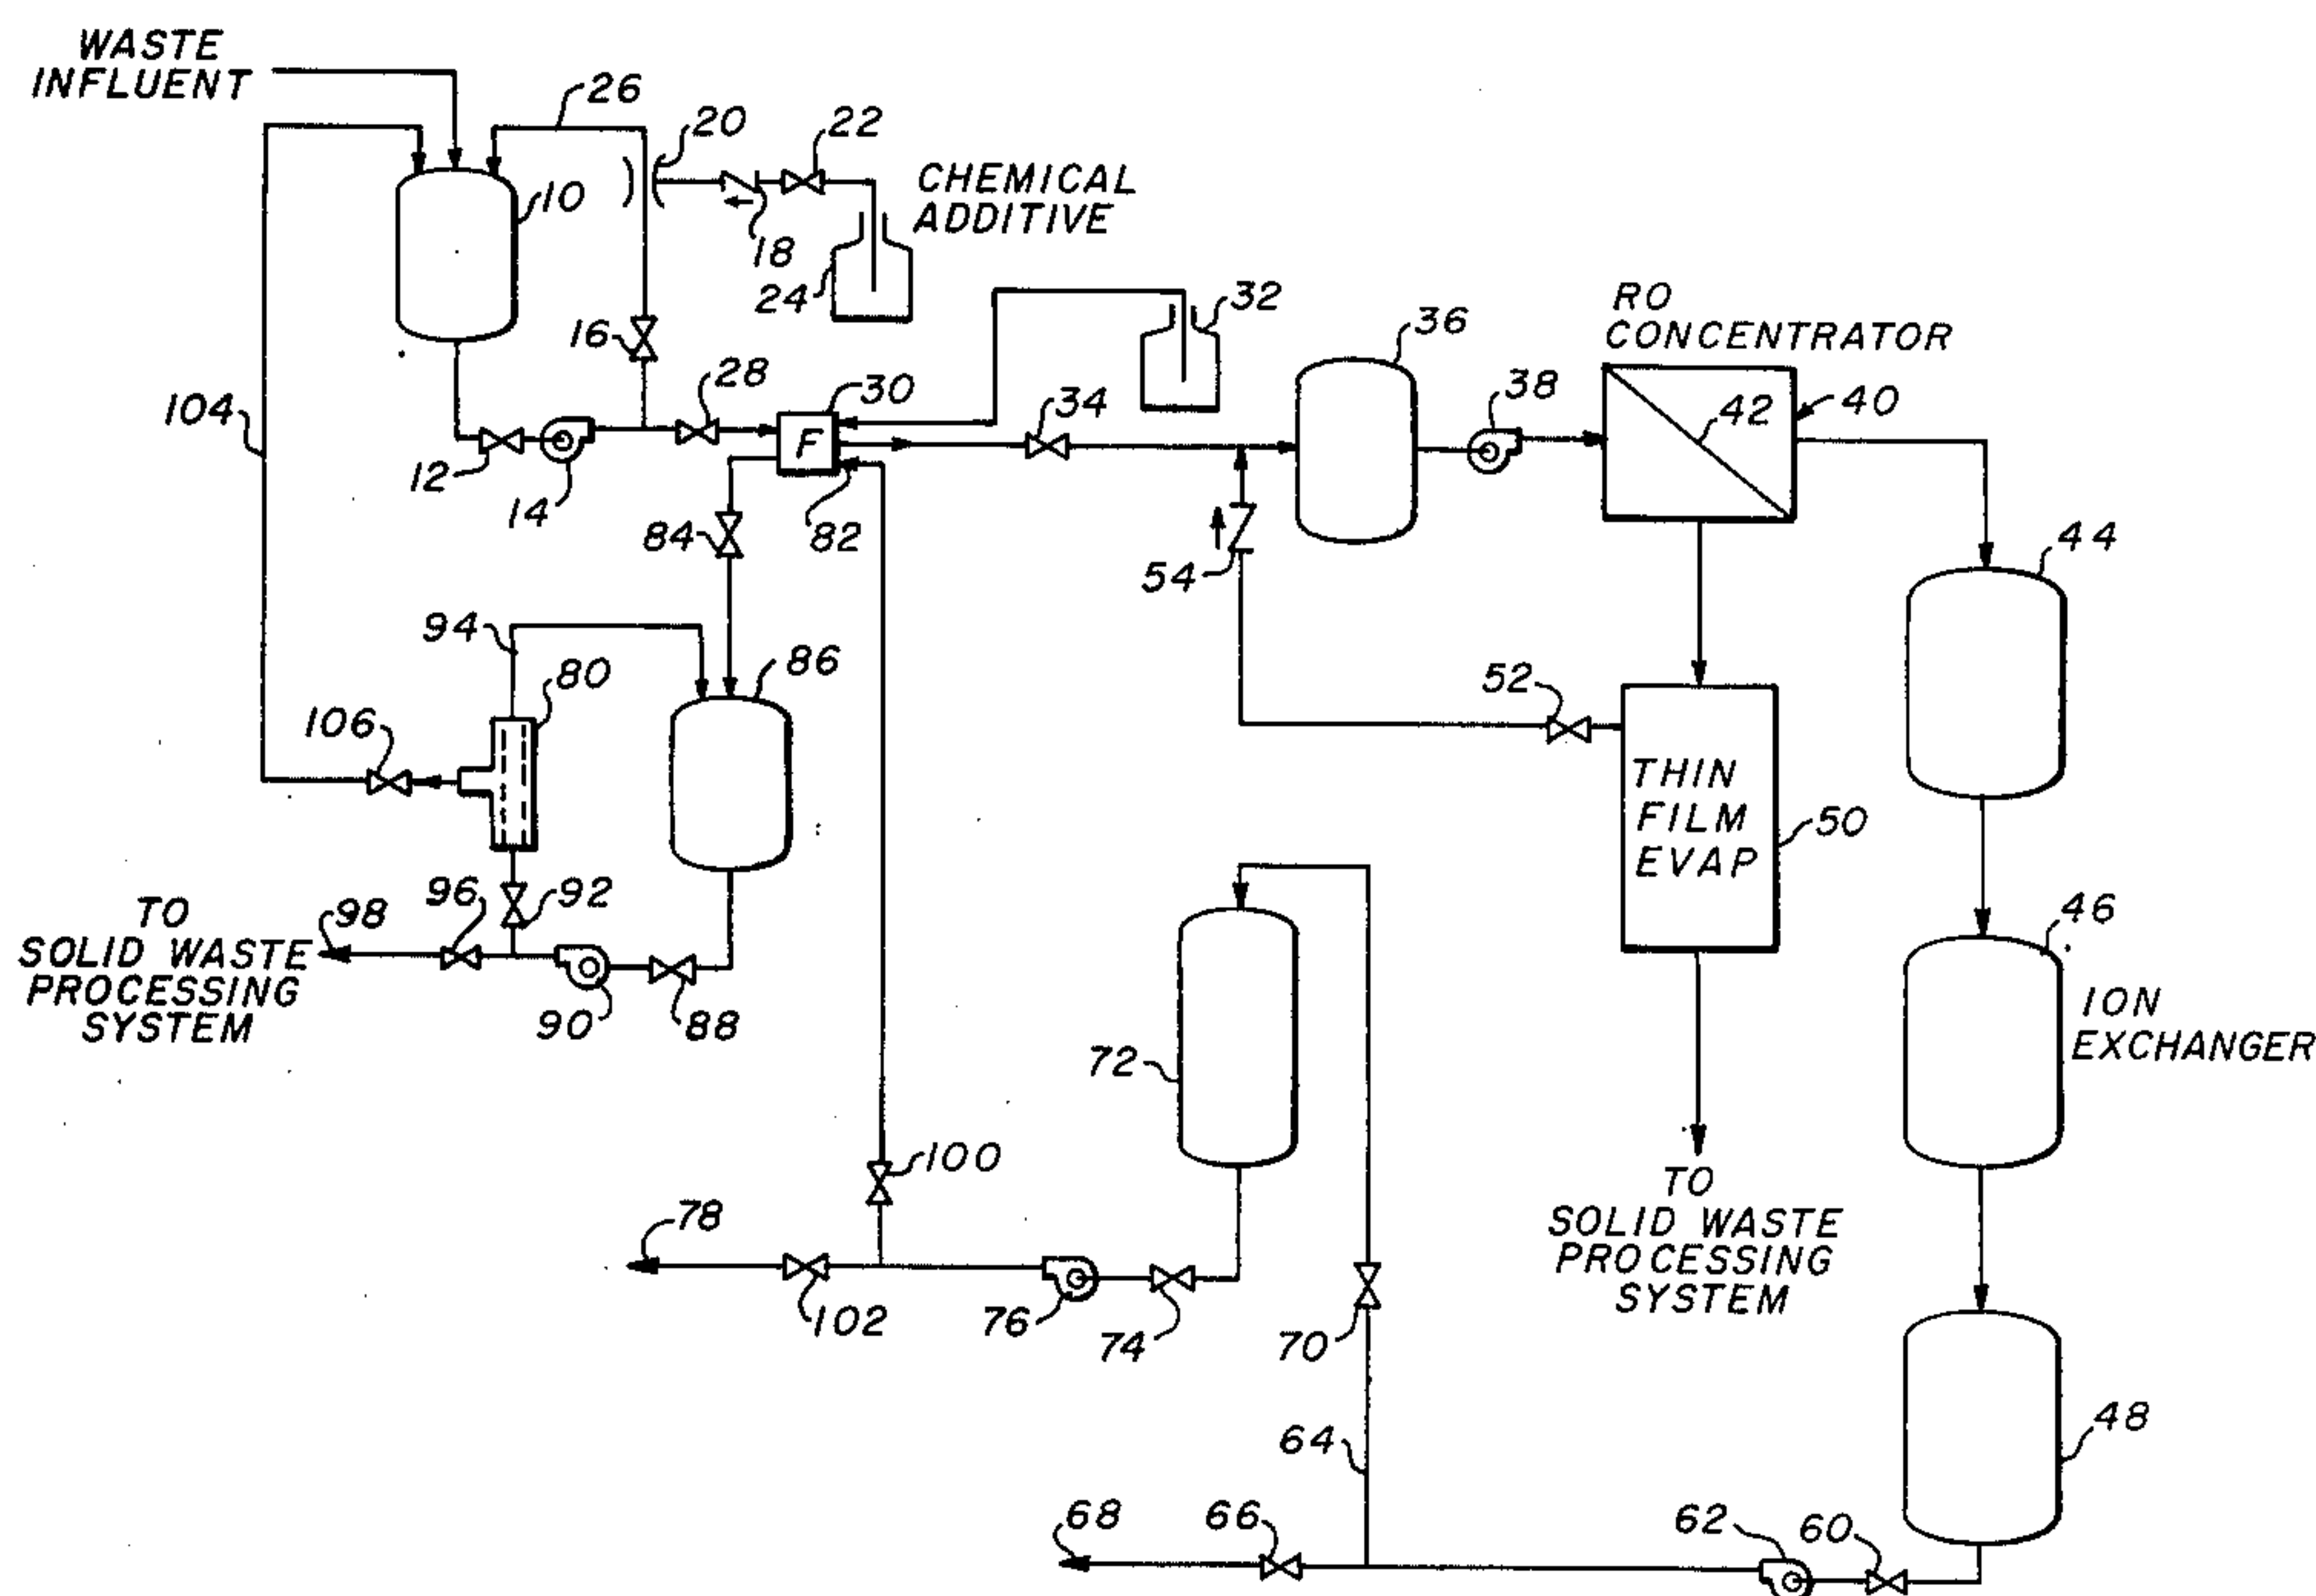 WASTE
INFLUENT
26
20
22
10
CHEMICAL
ADDITIVE
18
24
32
16
36
RO
CONCENTRATOR
28
30
34
38
42
40
104
F
12
14
84
82
54
44
94
80
86
52
106
THIN
FILM
EVAP
50
96
92
TO
SOLID WASTE
PROCESSING
SYSTEM
98
90
88
46
ION
EXCHANGER
72
100
78
102
76
74
70
TO
SOLID WASTE
PROCESSING
SYSTEM
64
48
68
66
62
60